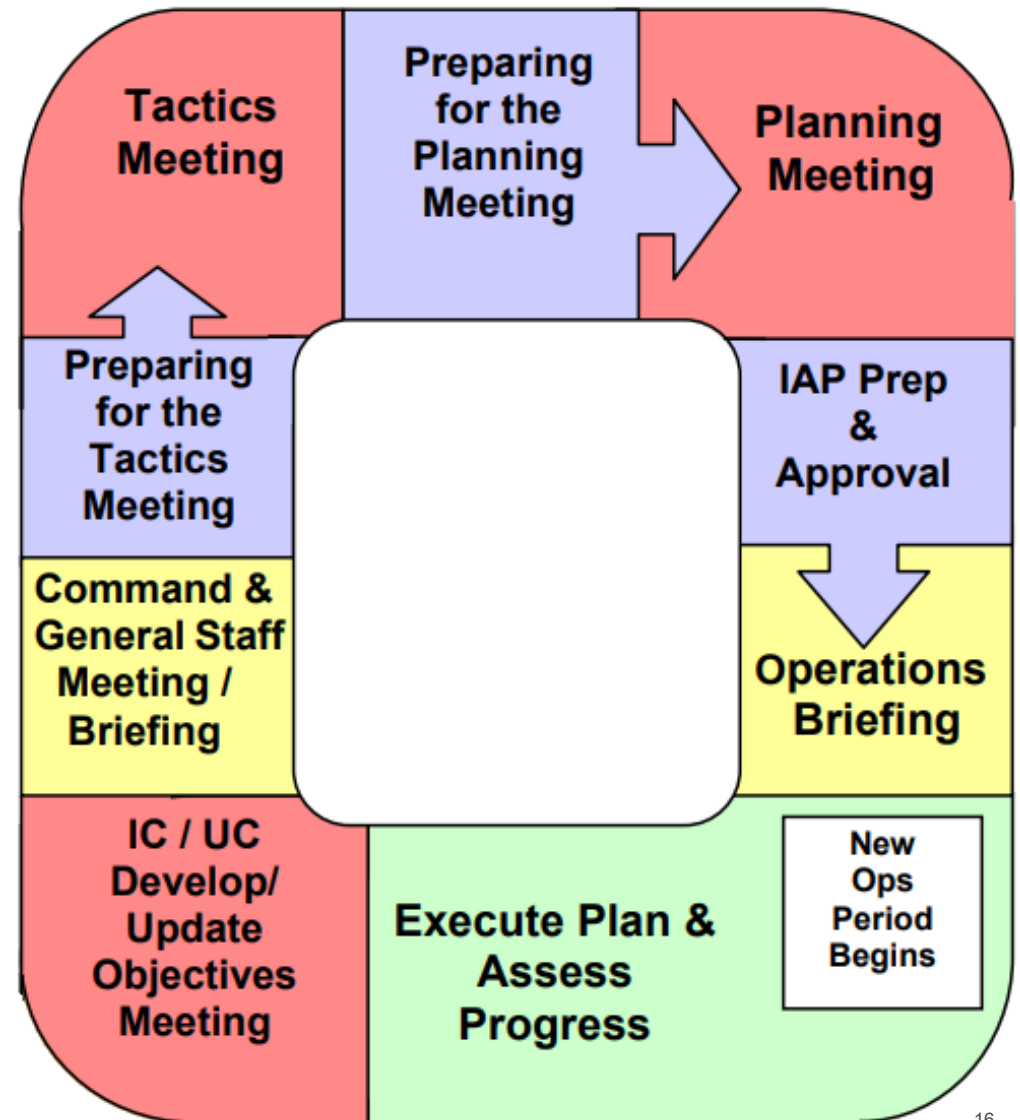 Tactics
Meeting
Preparing
for the
Planning
Meeting
Planning
Meeting
Preparing
for the
Tactics
Meeting
IAP Prep
&
Approval
Command &
General Staff
Meeting /
Briefing
Operations
Briefing
IC / UC
Develop/
Update
Objectives
Meeting
Execute Plan &
Assess
Progress
New
Ops
Period
Begins
16